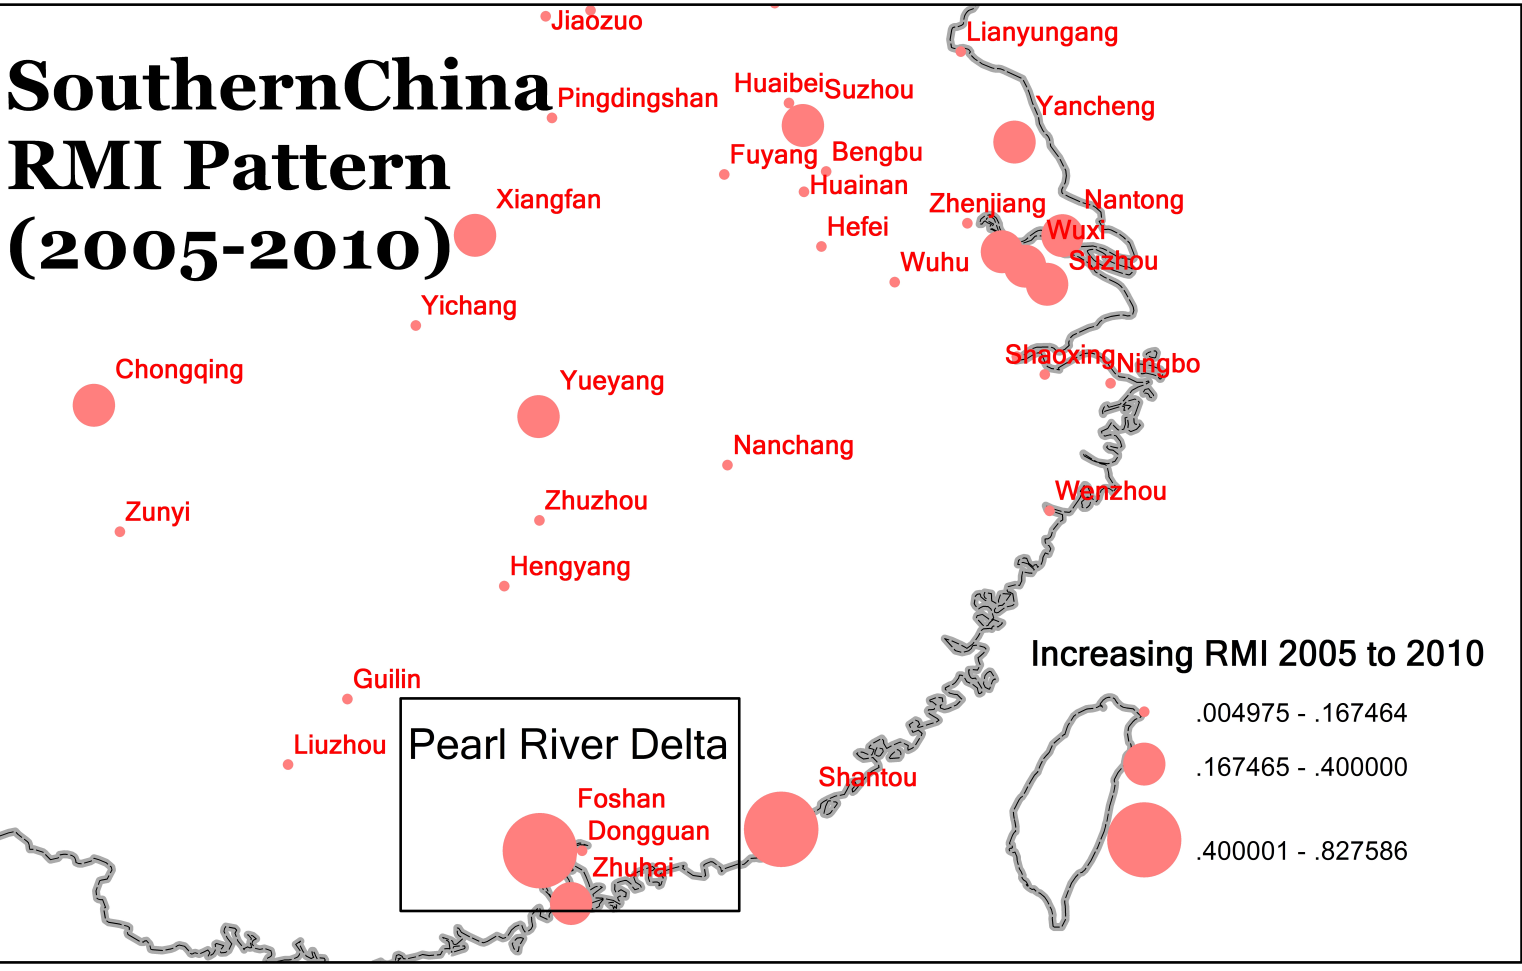 Jiaozuo
Lianyungang
SouthernChina
RMI Pattern
(2005-2010)
Pingdingshan
Huaibei
Suzhou
Yancheng
Fuyang
Bengbu
Huainan
Xiangfan
Zhenjiang
Nantong
Hefei
Wuxi
Wuhu
Suzhou
Yichang
Shaoxing
Ningbo
Chongqing
Yueyang
Nanchang
Wenzhou
Zhuzhou
Zunyi
Hengyang
Increasing RMI 2005 to 2010
.004975 - .167464
.167465 - .400000
.400001 - .827586
Guilin
Liuzhou
Pearl River Delta
Shantou
Foshan
Dongguan
Zhuhai